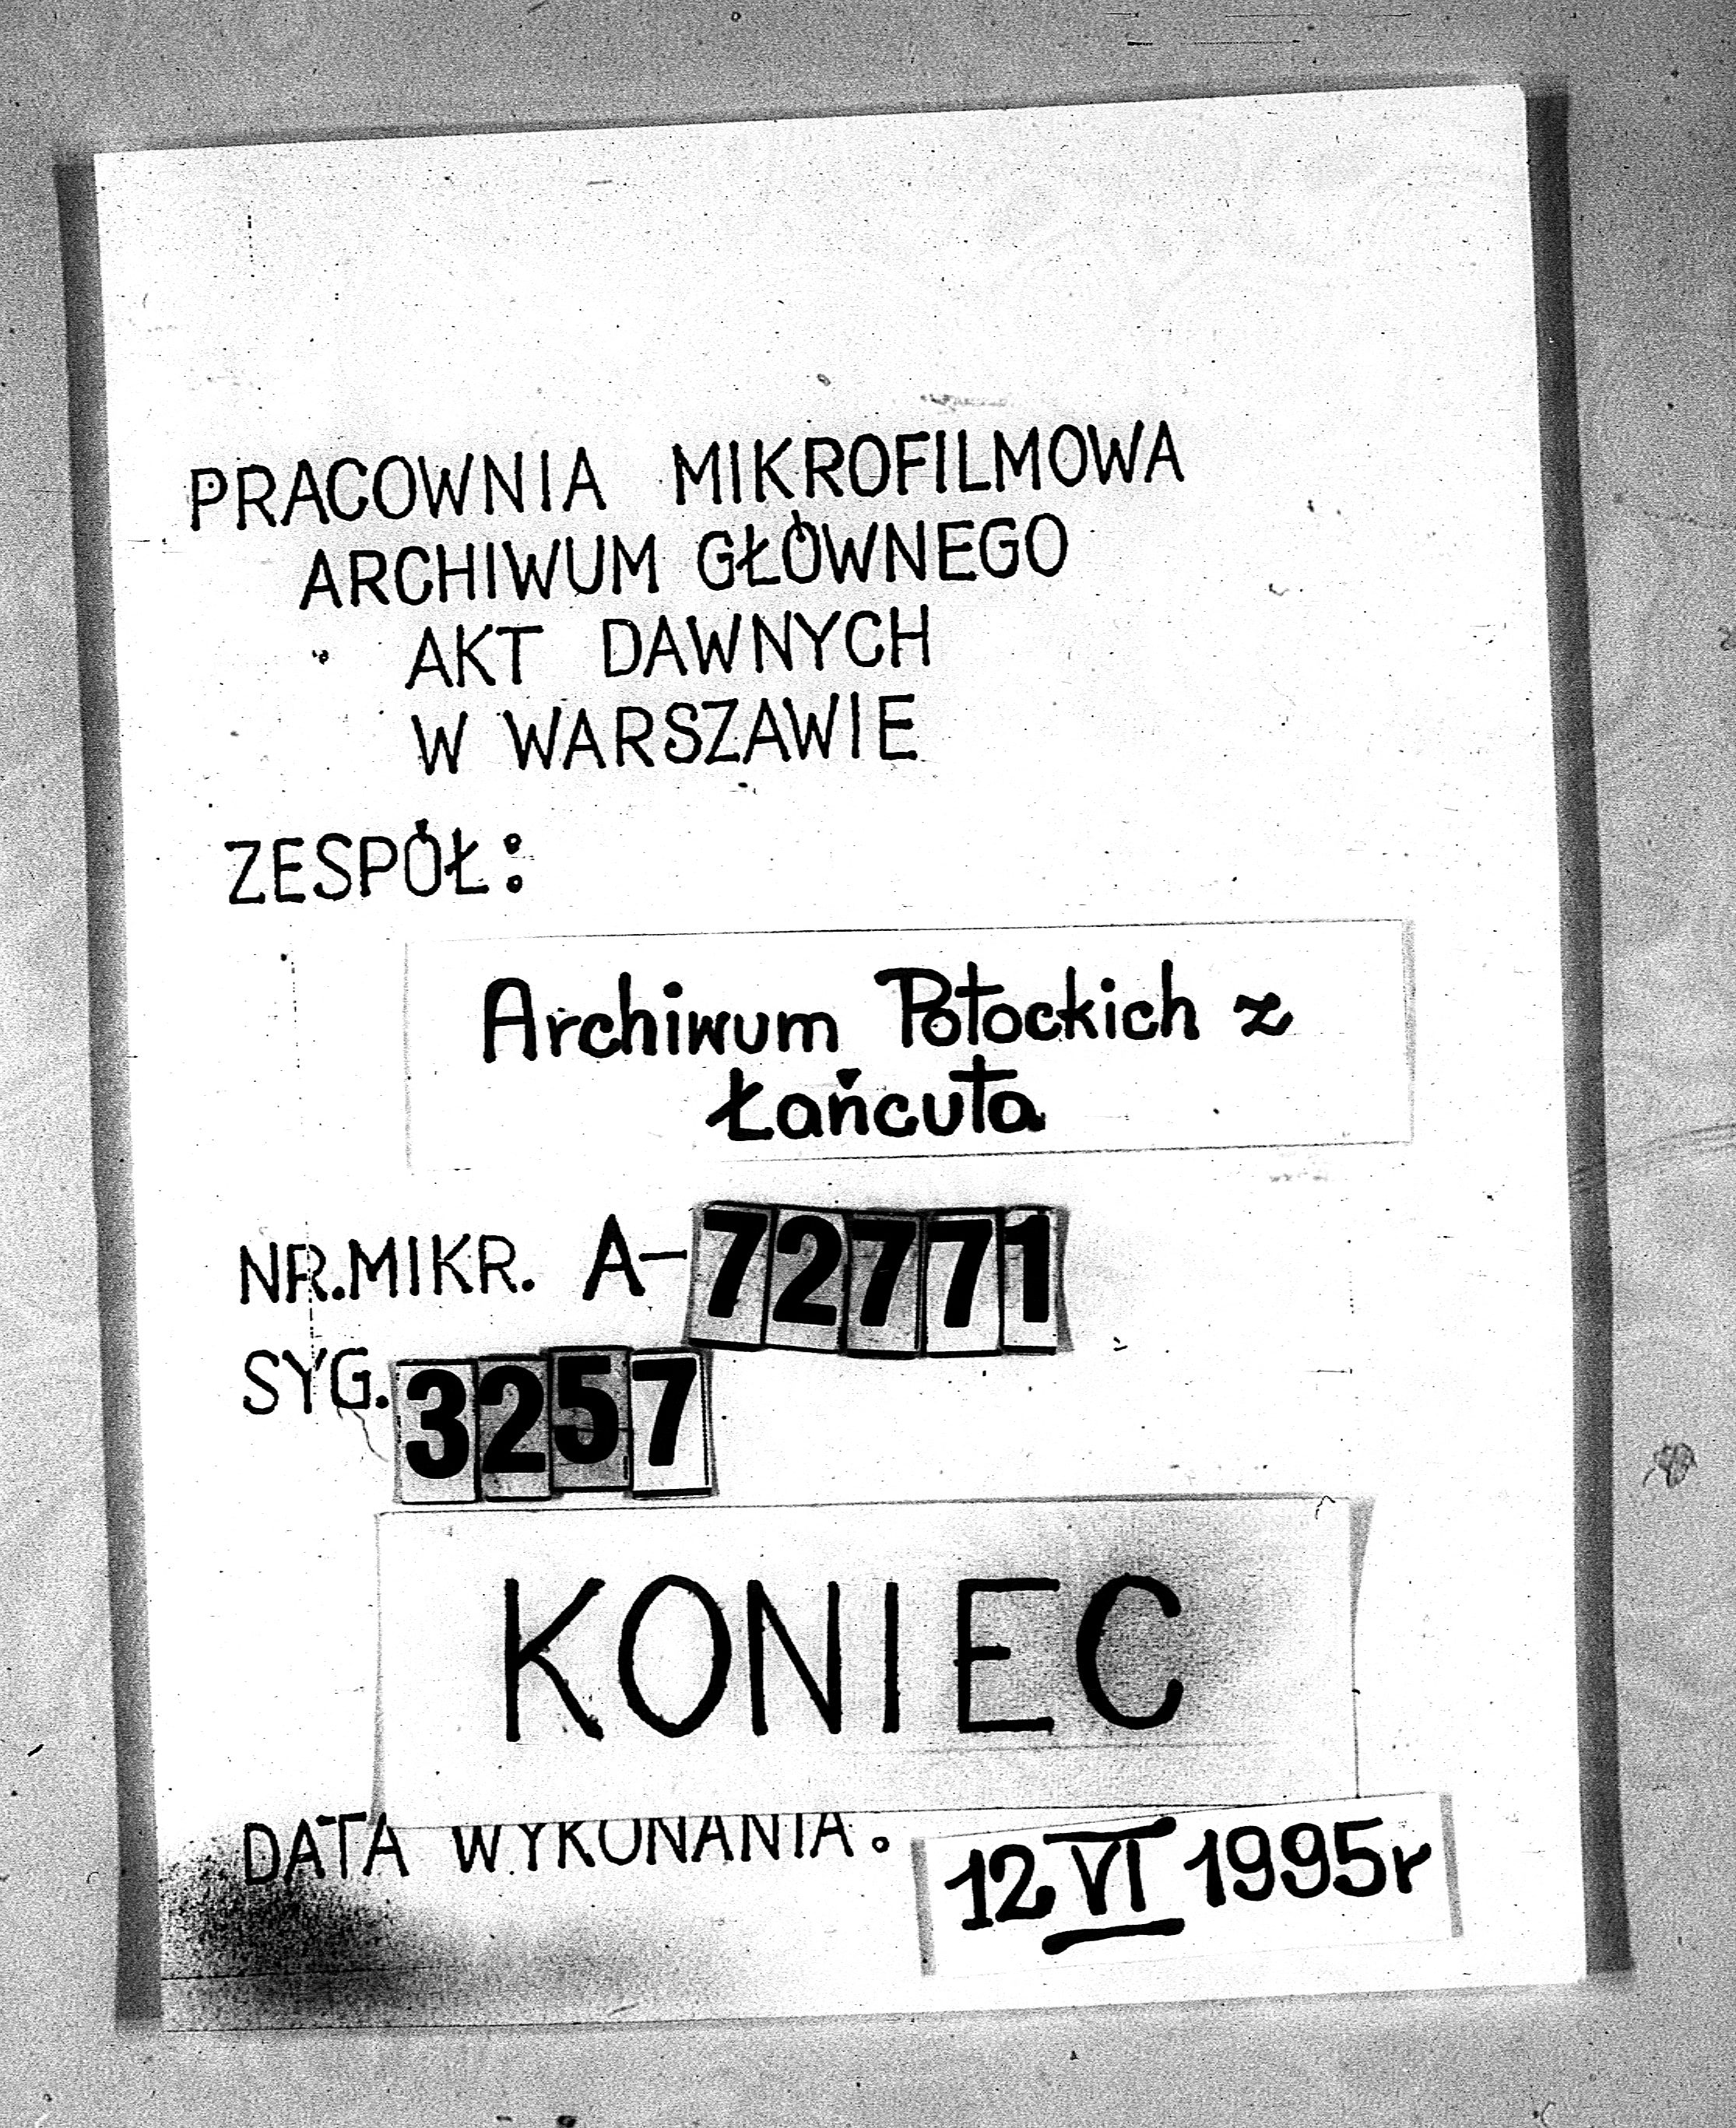 PRACOWNIA MIKROFILMOWA
ARCHIWUM GŁÓWNEGO
AKT DAWNYCH
W WARSZAWIE
ZESPÓŁ:
Archiwum Potockich z
Łańcuta
NR.MIKR. A-72771
SYG. 3257
KONIEC
DATA WYKONANIA: 12 VI 1995r